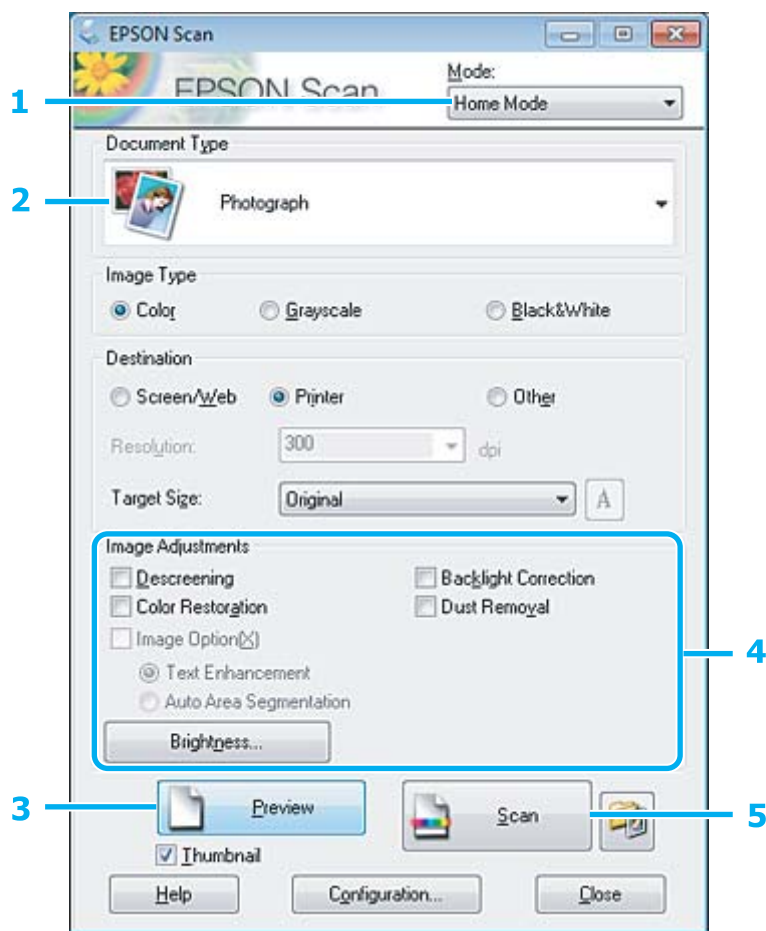 EPSON Scan
EPSON Scan
Mode:
1
Home Mode
Document Type
2
Photograph
Image Type
Color Grayscale Black&White
Destination
Screen/Web Printer Other
Resolution: 300 dpi
Target Size: Original A
Image Adjustments
Descreening Backlight Correction
Color Restoration Dust Removal
Image Option(X)
4
Text Enhancement
Auto Area Segmentation
Brightness...
3 Preview Scan 5
Thumbnail
Help Configuration... Close